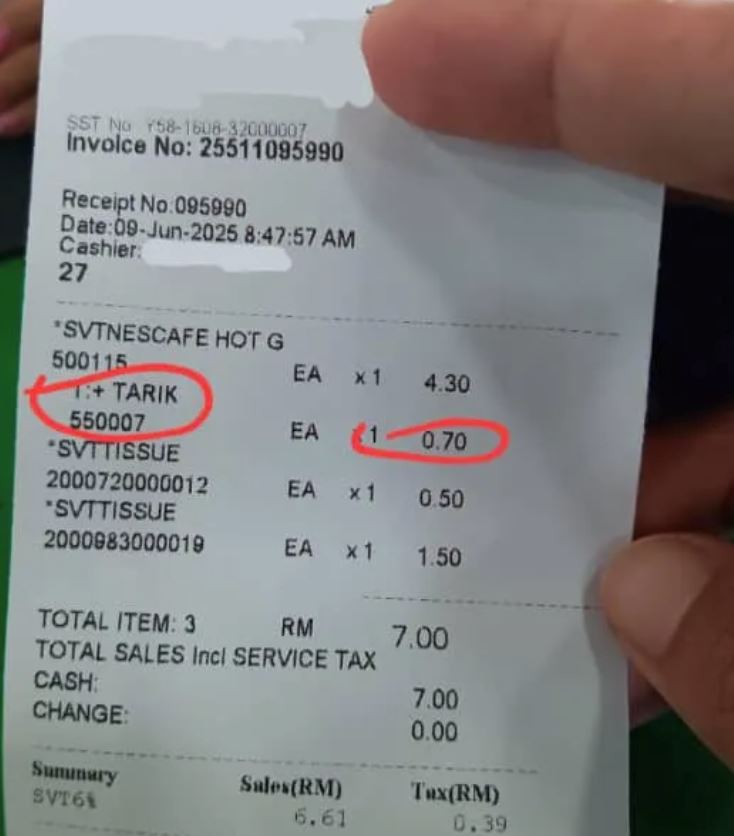 SST No Y58-1608-32000007
Invoice No: 25511095990
Receipt No:095990
Date:09-Jun-2025 8:47:57 AM
Cashier:
27
*SVTNESCAFE HOT G
500115 EA x 1 4.30
1:+ TARIK
550007 EA x1 0.70
*SVTTISSUE
2000720000012 EA x 1 0.50
*SVTTISSUE
2000983000019 EA x 1 1.50
TOTAL ITEM: 3 RM 7.00
TOTAL SALES Incl SERVICE TAX
CASH: 7.00
CHANGE: 0.00
Summary Sales(RM) Tax(RM)
SVT6% 6.61 0.39